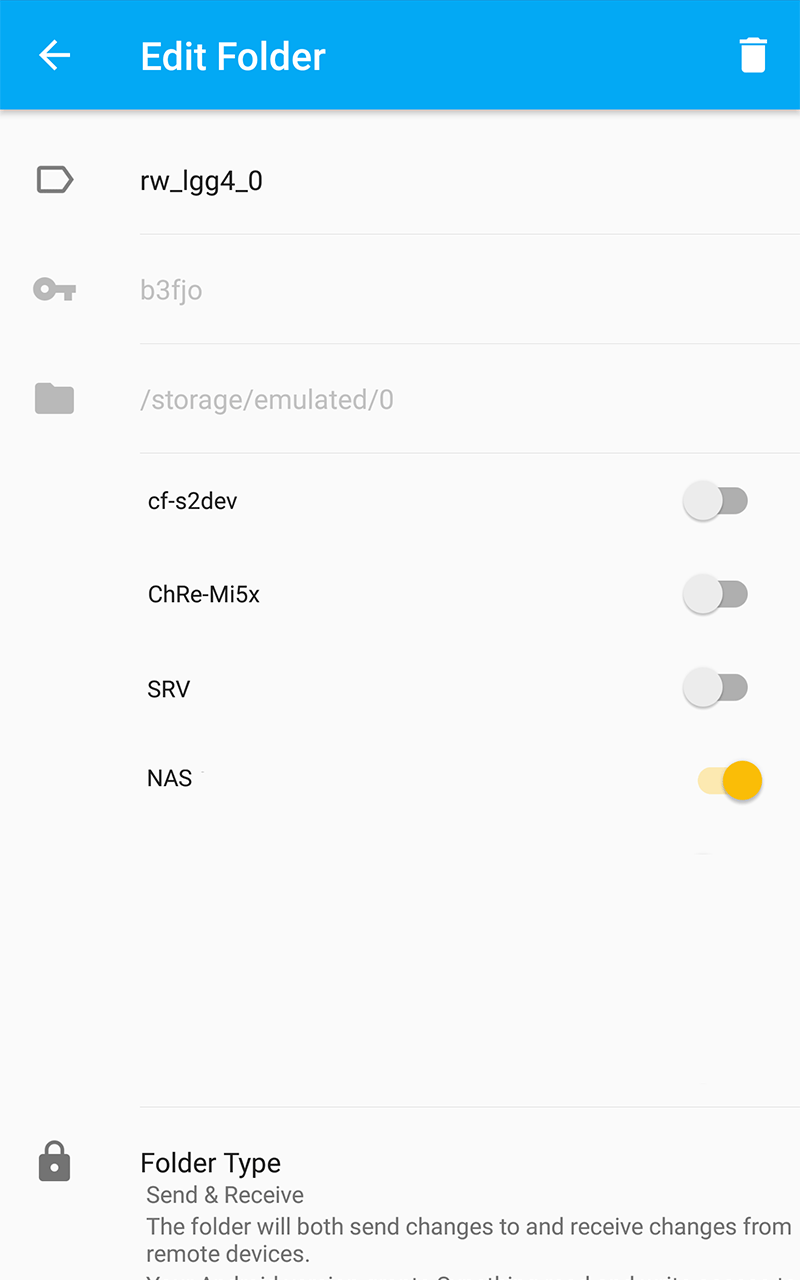 Edit Folder
rw_lgg4_0
b3fjo
/storage/emulated/0
cf-s2dev
ChRe-Mi5x
SRV
NAS
Folder Type
Send & Receive
The folder will both send changes to and receive changes from
remote devices.